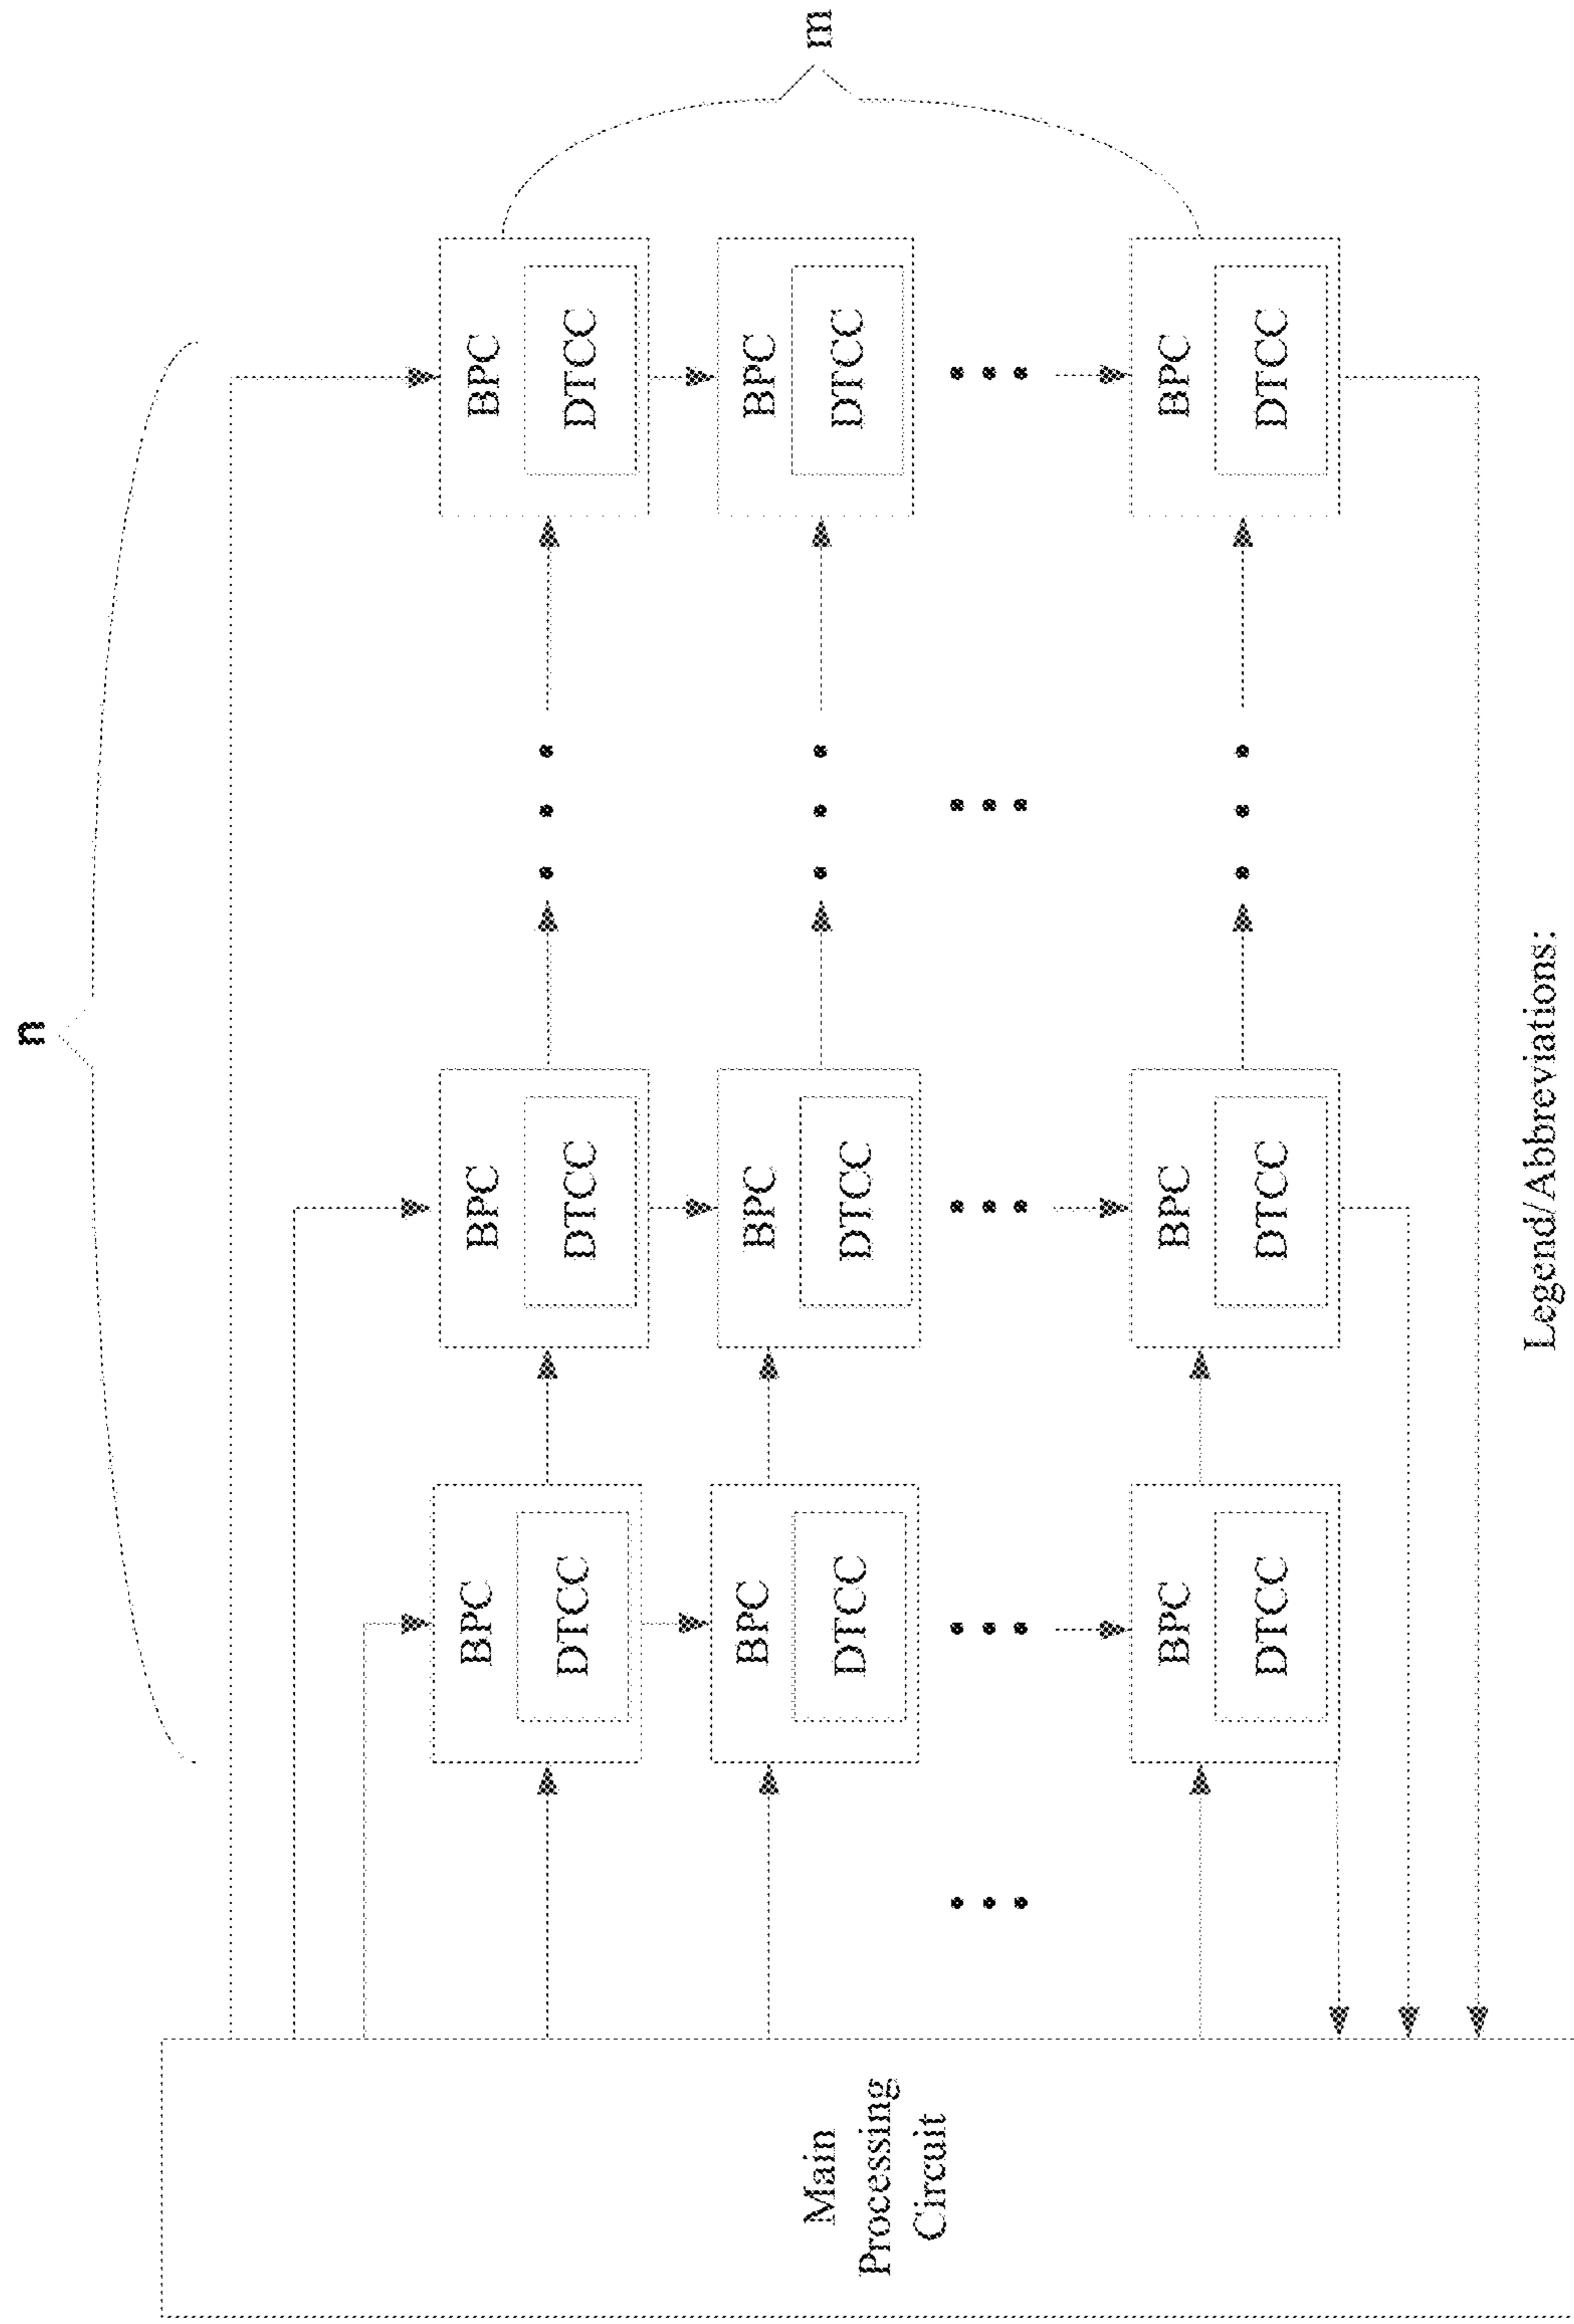 n
BPC
DTCC
BPC
DTCC
BPC
DTCC
Main
Processing
Circuit
BPC
DTCC
BPC
DTCC
BPC
DTCC
m
BPC
DTCC
BPC
DTCC
BPC
DTCC
Legend/Abbreviations: